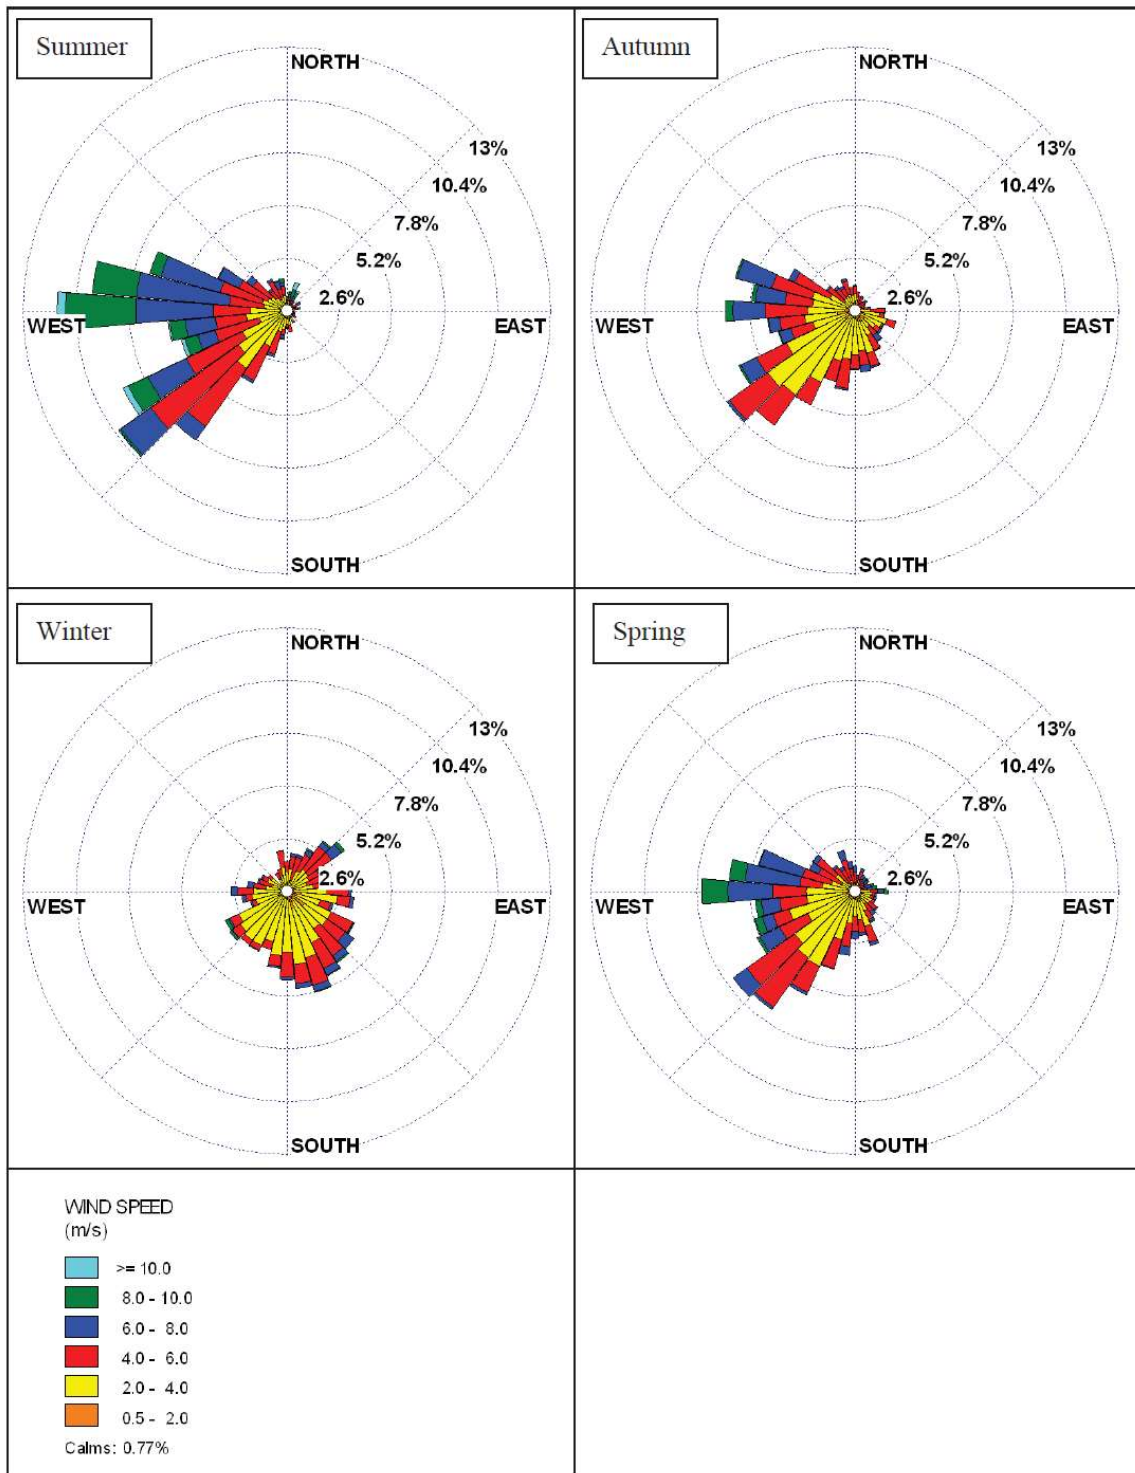 Summer
NORTH
13%
10.4%
7.8%
5.2%
2.6%
WEST
EAST
SOUTH
Autumn
NORTH
13%
10.4%
7.8%
5.2%
2.6%
WEST
EAST
SOUTH
Winter
NORTH
13%
10.4%
7.8%
5.2%
2.6%
WEST
EAST
SOUTH
Spring
NORTH
13%
10.4%
7.8%
5.2%
2.6%
WEST
EAST
SOUTH
WIND SPEED
(m/s)
>= 10.0
8.0 - 10.0
6.0 - 8.0
4.0 - 6.0
2.0 - 4.0
0.5 - 2.0
Calms: 0.77%